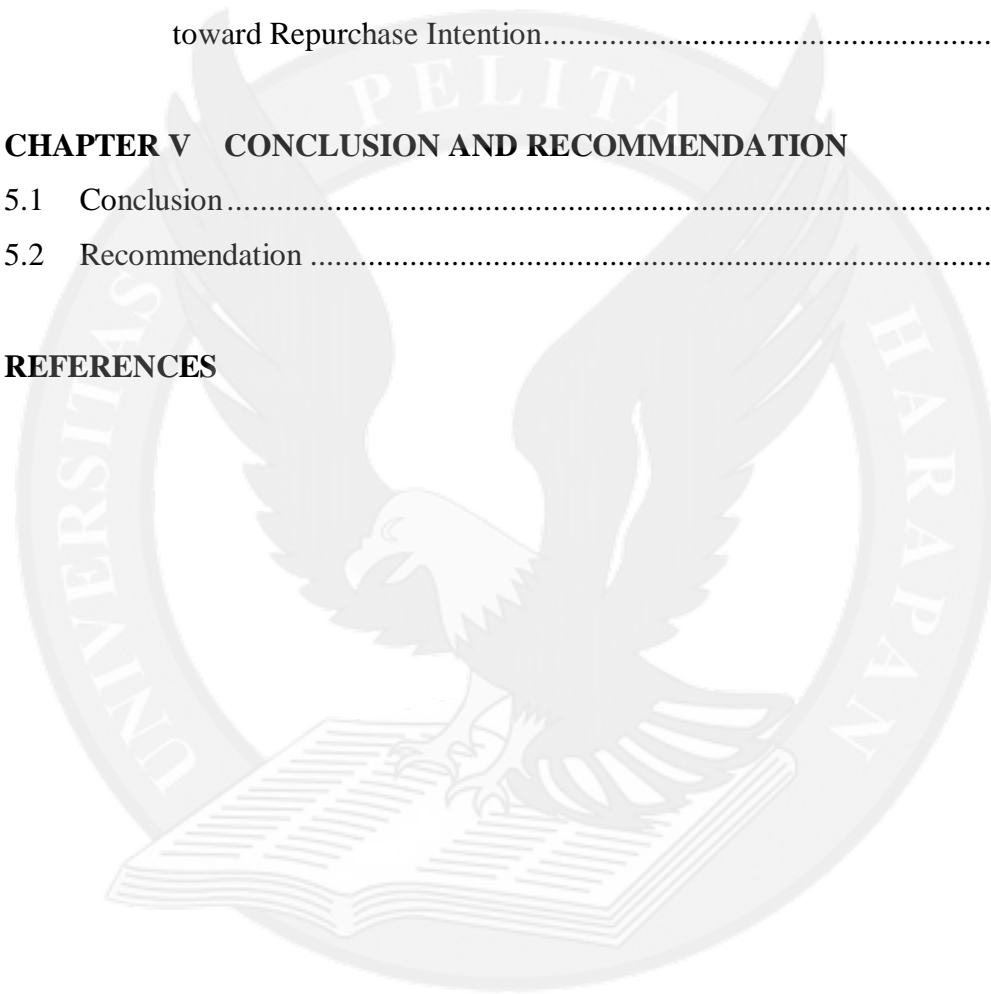 toward Repurchase Intention......................................................
CHAPTER V CONCLUSION AND RECOMMENDATION
5.1 Conclusion............................................................................................
5.2 Recommendation ..................................................................................
REFERENCES
UNIVERSITAS PELITA HARAPAN